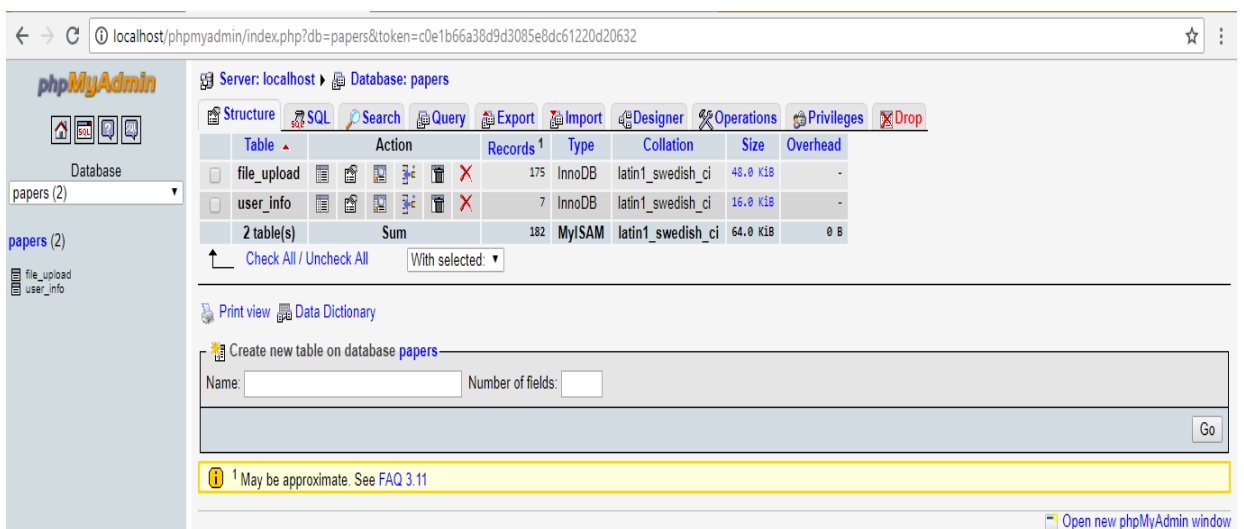 localhost/phpmyadmin/index.php?db=papers&token=c0e1b66a38d9d3085e8dc61220d20632
phpMyAdmin
SQL
Database
papers (2)
papers (2)
file_upload
user_info
Server: localhost Database: papers
Structure SQL Search Query Export Import Designer Operations Privileges Drop
Table Action Records 1 Type Collation Size Overhead
file_upload 175 InnoDB latin1_swedish_ci 48.0 KiB -
user_info 7 InnoDB latin1_swedish_ci 16.0 KiB -
2 table(s) Sum 182 MyISAM latin1_swedish_ci 64.0 KiB 0 B
Check All / Uncheck All With selected:
Print view Data Dictionary
Create new table on database papers
Name: Number of fields:
Go
1 May be approximate. See FAQ 3.11
Open new phpMyAdmin window